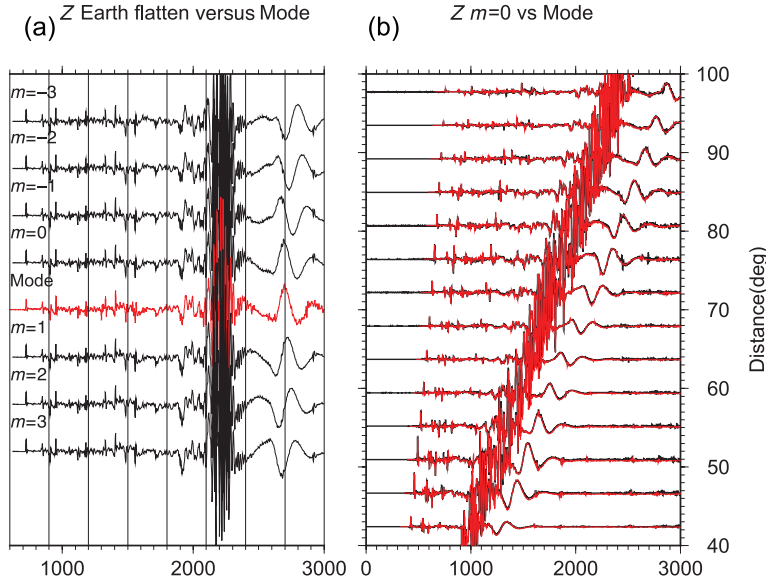 (a) Z Earth flatten versus Mode
m=−3
m=−2
m=−1
m=0
Mode
m=1
m=2
m=3
1000 2000 3000
(b) Z m=0 vs Mode
100
90
80
70
60
50
40
Distance(deg)
0 1000 2000 3000